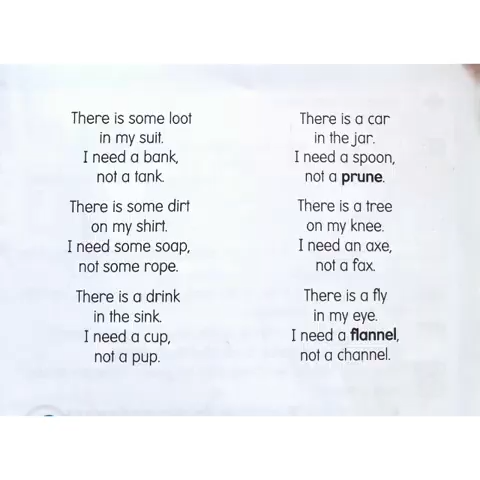 There is some loot
in my suit.
I need a bank,
not a tank.
There is some dirt
on my shirt.
I need some soap,
not some rope.
There is a drink
in the sink.
I need a cup,
not a pup.
There is a car
in the jar.
I need a spoon,
not a prune.
There is a tree
on my knee.
I need an axe,
not a fax.
There is a fly
in my eye.
I need a flannel,
not a channel.